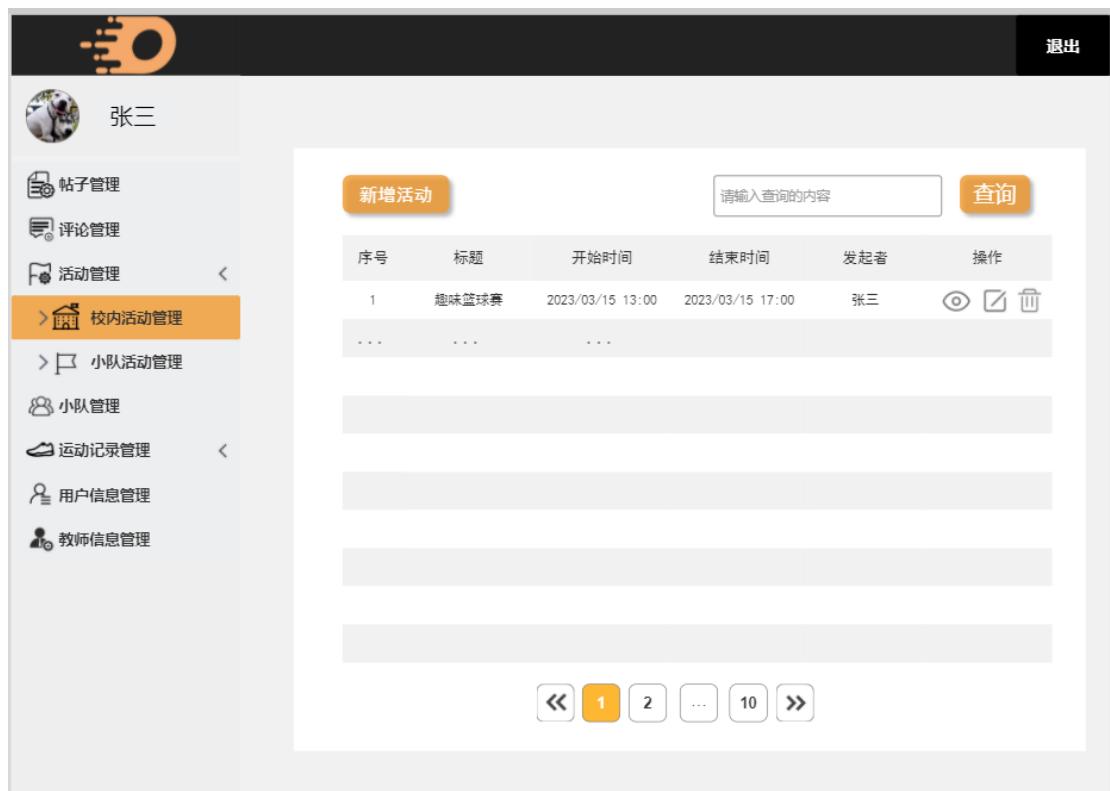 退出
张三
帖子管理
评论管理
活动管理
校内活动管理
小队活动管理
小队管理
运动记录管理
用户信息管理
教师信息管理
新增活动 请输入查询的内容 查询
序号 标题 开始时间 结束时间 发起者 操作
1 趣味篮球赛 2023/03/15 13:00 2023/03/15 17:00 张三
... ... ...
1 2 ... 10